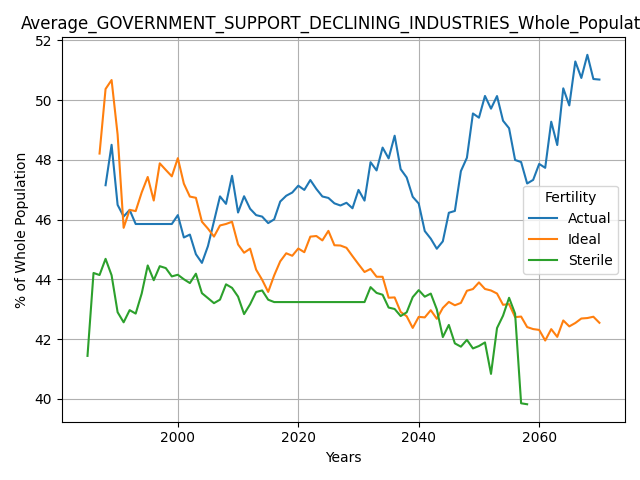 Average_GOVERNMENT_SUPPORT_DECLINING_INDUSTRIES_Whole_Populat
52
50
48
46
44
42
40
% of Whole Population
Fertility
Actual
Ideal
Sterile
2000 2020 2040 2060
Years